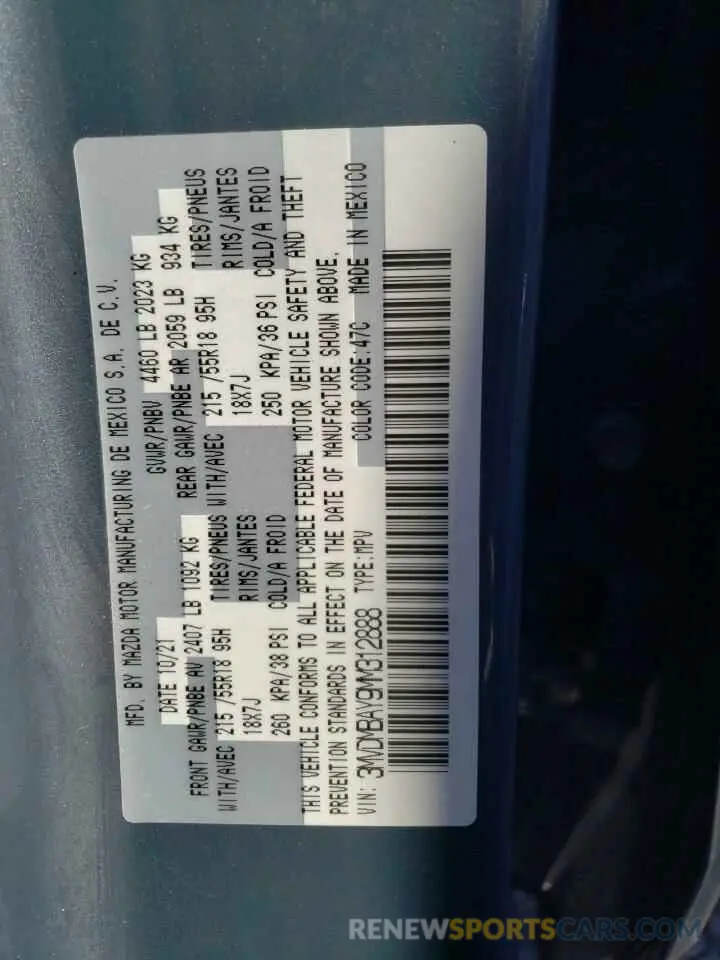 MFD. BY MAZDA MOTOR MANUFACTURING DE MEXICO S.A. DE C.V.
DATE 10/21 GVWR/PNBV 4460 LB 2023 KG
FRONT GAWR/PNBE AV 2407 LB 1092 KG REAR GAWR/PNBE AR 2059 LB 934 KG
WITH/AVEC 215 /55R18 95H TIRES/PNEUS WITH/AVEC 215 /55R18 95H TIRES/PNEUS
18X7J RIMS/JANTES 18X7J RIMS/JANTES
260 KPA/38 PSI COLD/A FROID 250 KPA/36 PSI COLD/A FROID
THIS VEHICLE CONFORMS TO ALL APPLICABLE FEDERAL MOTOR VEHICLE SAFETY AND THEFT
PREVENTION STANDARDS IN EFFECT ON THE DATE OF MANUFACTURE SHOWN ABOVE.
VIN: 3MVDMBAY9NM312888 TYPE:MPV COLOR CODE:47C MADE IN MEXICO
RENEWSPORTSCARS.COM